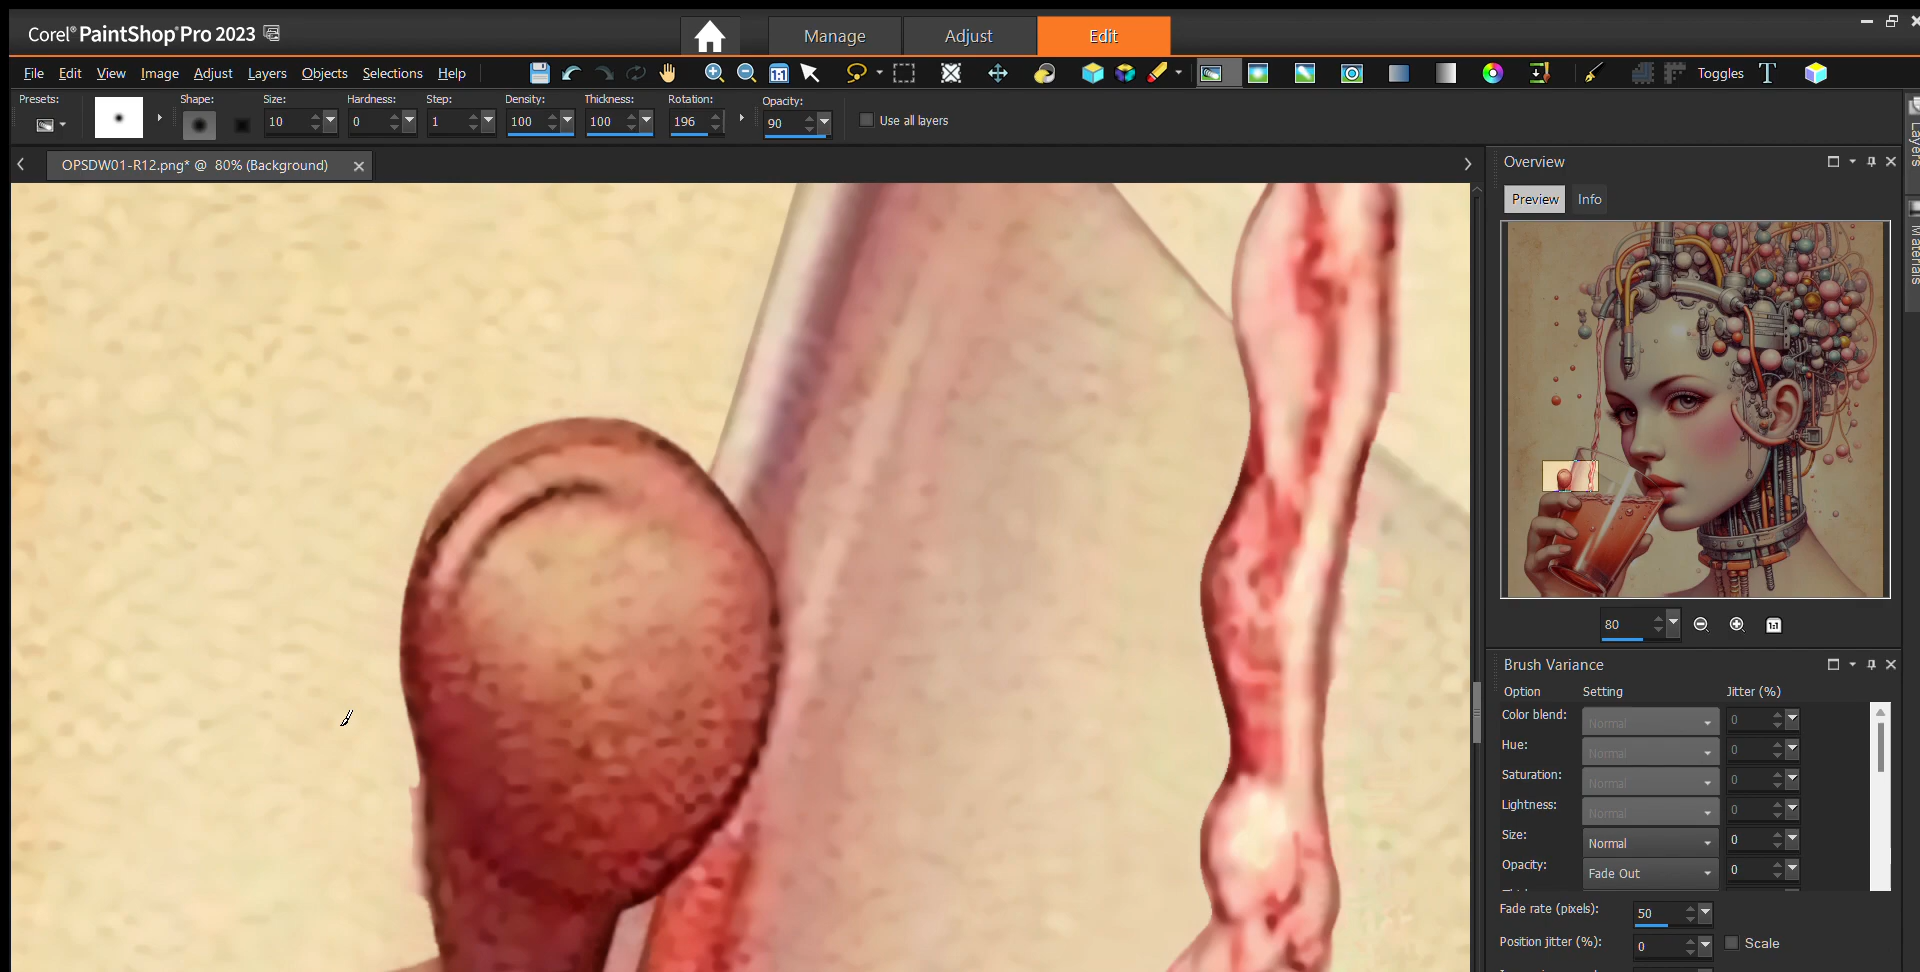 Corel® PaintShop® Pro 2023
Manage
Adjust
Edit
File Edit View Image Adjust Layers Objects Selections Help
1:1
Toggles
Presets:
Shape:
Size:
Hardness:
Step:
Density:
Thickness:
Rotation:
Opacity:
10
0
1
100
100
196
90
Use all layers
OPSDW01-R12.png* @ 80% (Background)
Overview
Preview
Info
80
1:1
Layers
Materials
Brush Variance
Option Setting Jitter (%)
Color blend: Normal 0
Hue: Normal 0
Saturation: Normal 0
Lightness: Normal 0
Size: Normal 0
Opacity: Fade Out 0
Fade rate (pixels): 50
Position jitter (%): 0 Scale